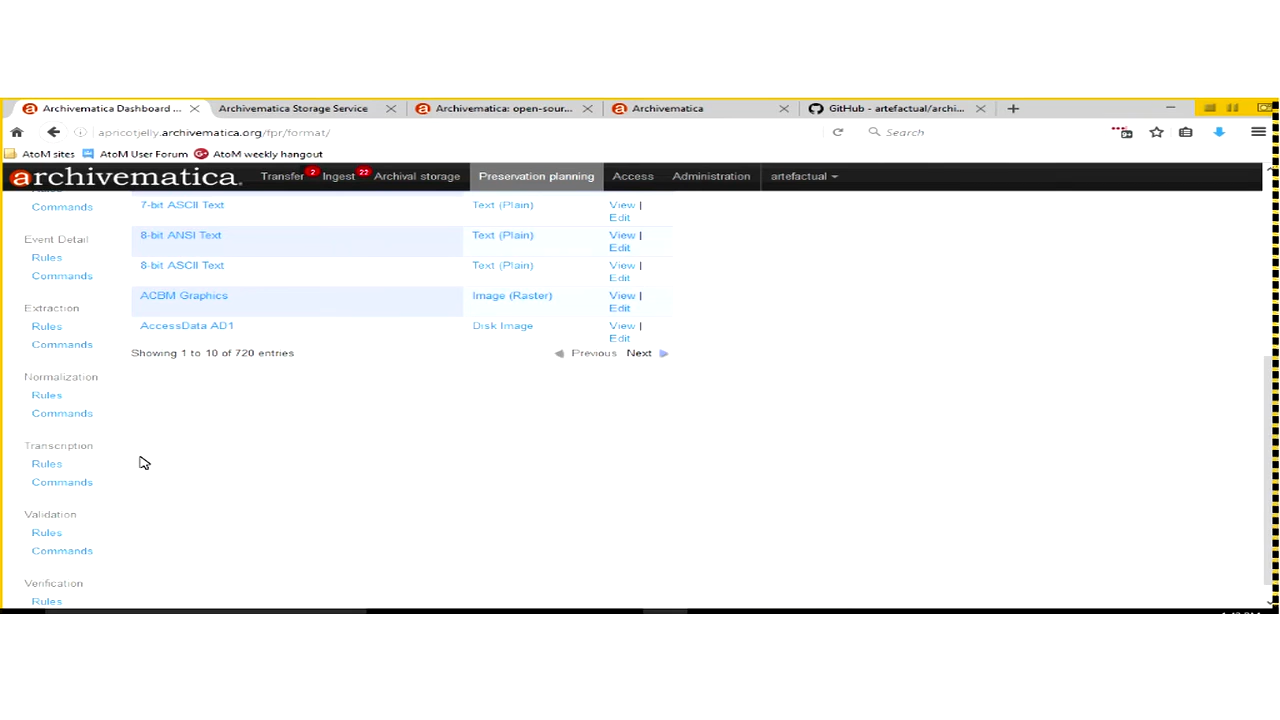 Archivematica Dashboard ...
Archivematica Storage Service
Archivematica: open-sour...
Archivematica
GitHub - artefactual/archi...
apricotjelly.archivematica.org/fpr/format/
Search
AtoM sites
AtoM User Forum
AtoM weekly hangout
archivematica
Transfer 2
Ingest 22
Archival storage
Preservation planning
Access
Administration
artefactual
Commands
Event Detail
Rules
Commands
Extraction
Rules
Commands
Normalization
Rules
Commands
Transcription
Rules
Commands
Validation
Rules
Commands
Verification
Rules
7-bit ASCII Text Text (Plain) View |
Edit
8-bit ANSI Text Text (Plain) View |
Edit
8-bit ASCII Text Text (Plain) View |
Edit
ACBM Graphics Image (Raster) View |
Edit
AccessData AD1 Disk Image View |
Edit
Showing 1 to 10 of 720 entries Previous Next